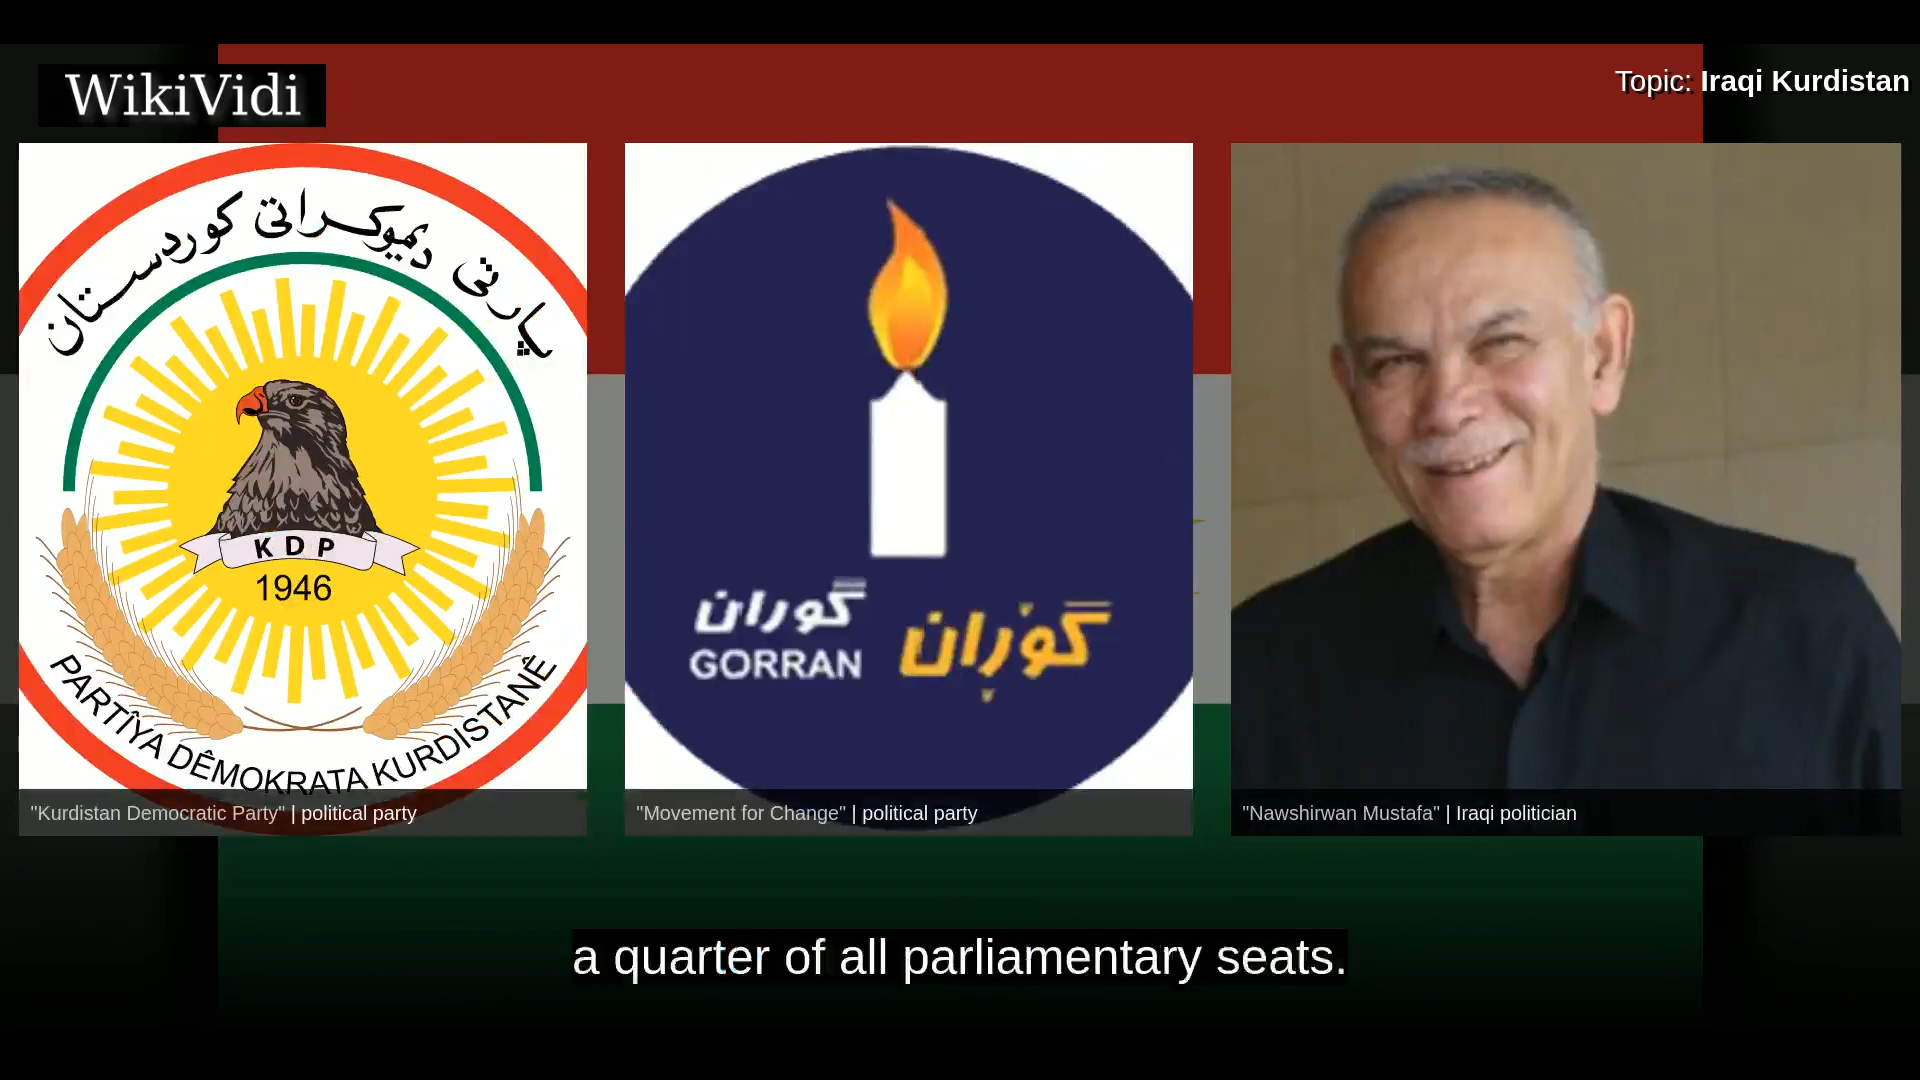 WikiVidi
Topic: Iraqi Kurdistan
پارتی دیموکراتی کوردستان
KDP
1946
PARTÎYA DÊMOKRATA KURDISTANÊ
"Kurdistan Democratic Party" | political party
گوران
GORRAN
گۆڕان
"Movement for Change" | political party
"Nawshirwan Mustafa" | Iraqi politician
a quarter of all parliamentary seats.